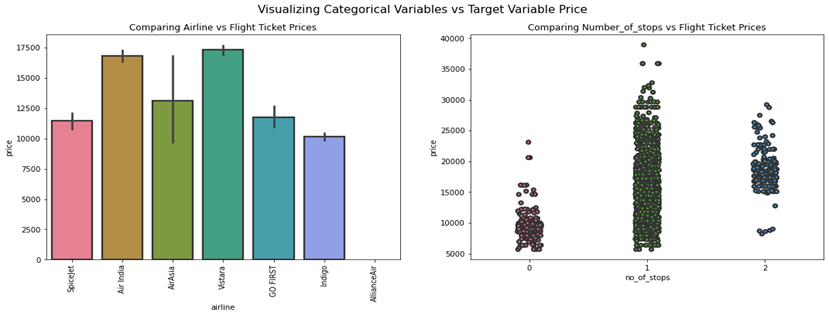 Visualizing Categorical Variables vs Target Variable Price
Comparing Airline vs Flight Ticket Prices
17500
15000
12500
10000
7500
5000
2500
0
price
SpiceJet
Air India
AirAsia
Vistara
GO FIRST
Indigo
AllianceAir
airline
Comparing Number_of_stops vs Flight Ticket Prices
40000
35000
30000
25000
20000
15000
10000
5000
price
0
1
2
no_of_stops